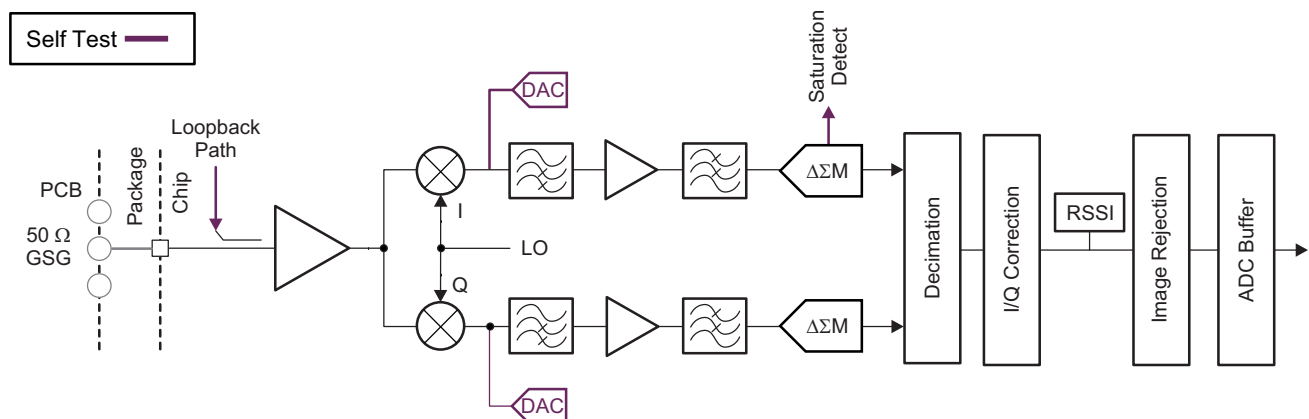 Self Test
DAC
Saturation
Detect
Loopback
Path
PCB
Package
Chip
50 Ω
GSG
I
LO
Q
ΔΣM
ΔΣM
DAC
Decimation
I/Q Correction
RSSI
Image Rejection
ADC Buffer